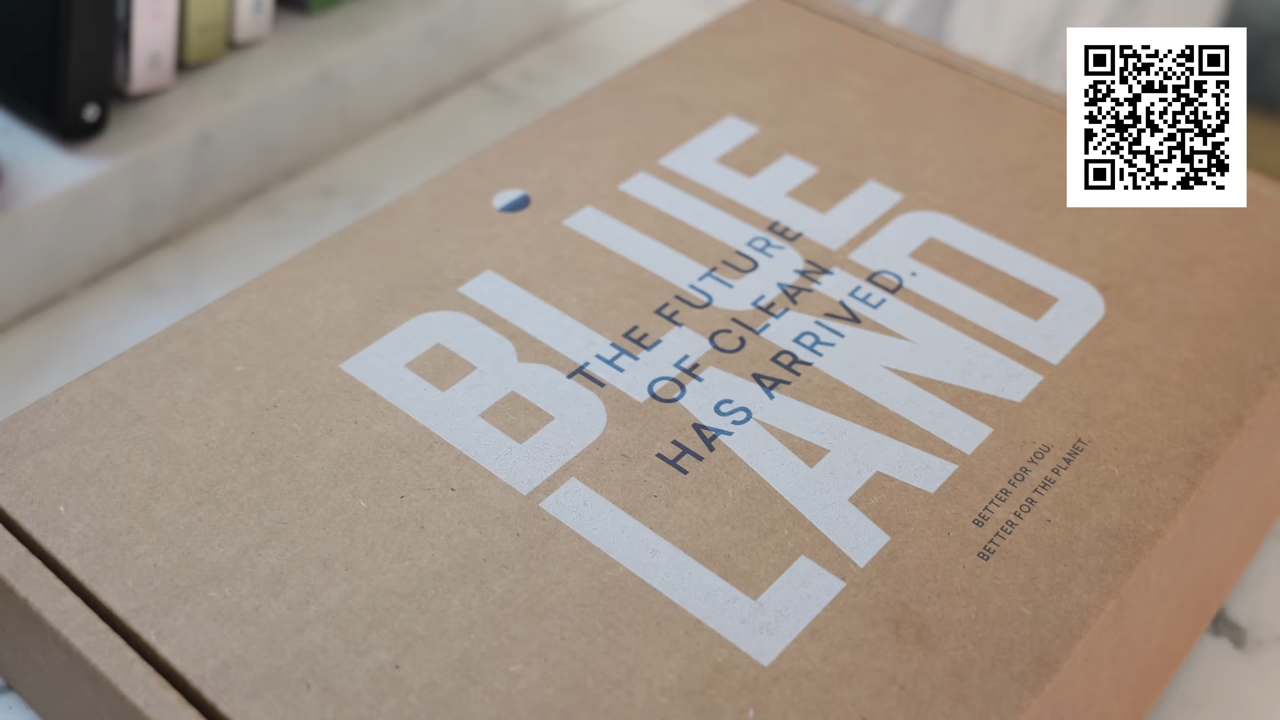 BLUE
LAND
THE FUTURE
OF CLEAN
HAS ARRIVED.
BETTER FOR YOU.
BETTER FOR THE PLANET.